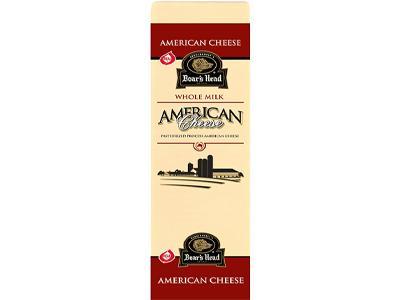 AMERICAN CHEESE
Boar's Head
WHOLE MILK
AMERICAN
Cheese
PASTEURIZED PROCESS AMERICAN CHEESE
Boar's Head
AMERICAN CHEESE